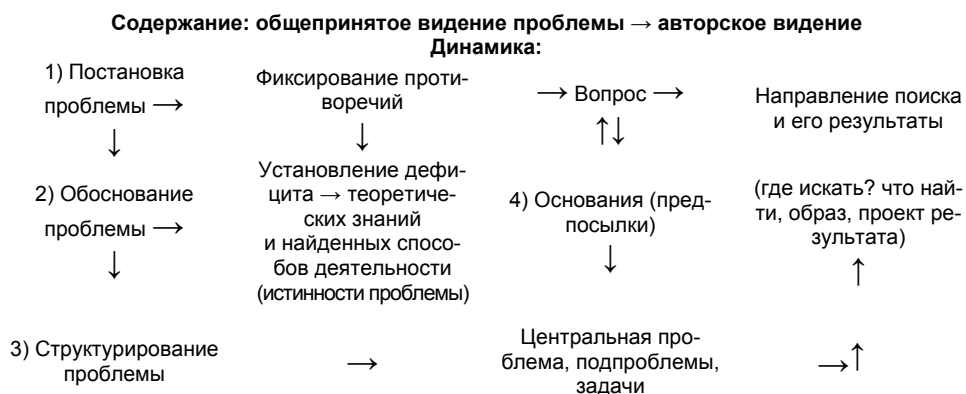 Содержание: общепринятое видение проблемы → авторское видение
Динамика:
1) Постановка
проблемы →
↓
Фиксирование проти-
воречий
↓
→ Вопрос →
↑↓
Направление поиска
и его результаты
2) Обоснование
проблемы →
↓
Установление дефи-
цита → теоретиче-
ских знаний
и найденных спосо-
бов деятельности
(истинности проблемы)
4) Основания (пред-
посылки)
↓
(где искать? что най-
ти, образ, проект ре-
зультата)
↑
3) Структурирование
проблемы
→
Центральная про-
блема, подпроблемы,
задачи
→↑